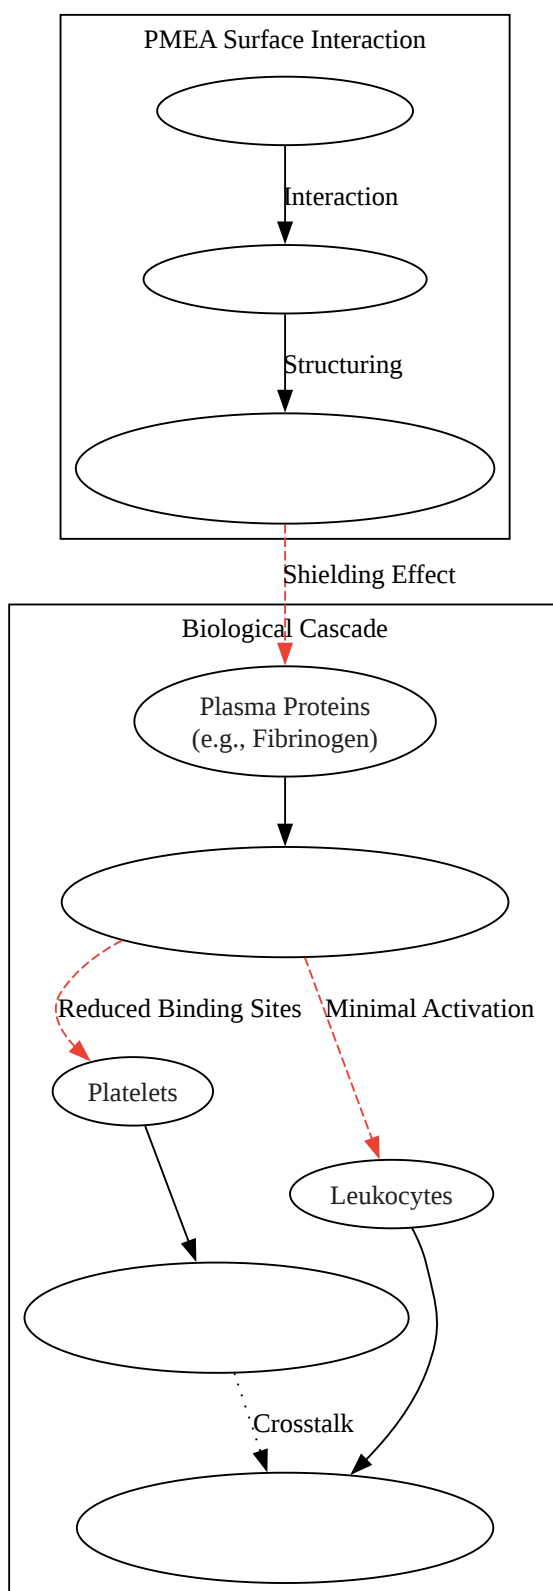 PMEA Surface Interaction
Interaction
Structuring
Shielding Effect
Biological Cascade
Plasma Proteins
(e.g., Fibrinogen)
Reduced Binding Sites
Minimal Activation
Platelets
Leukocytes
Crosstalk